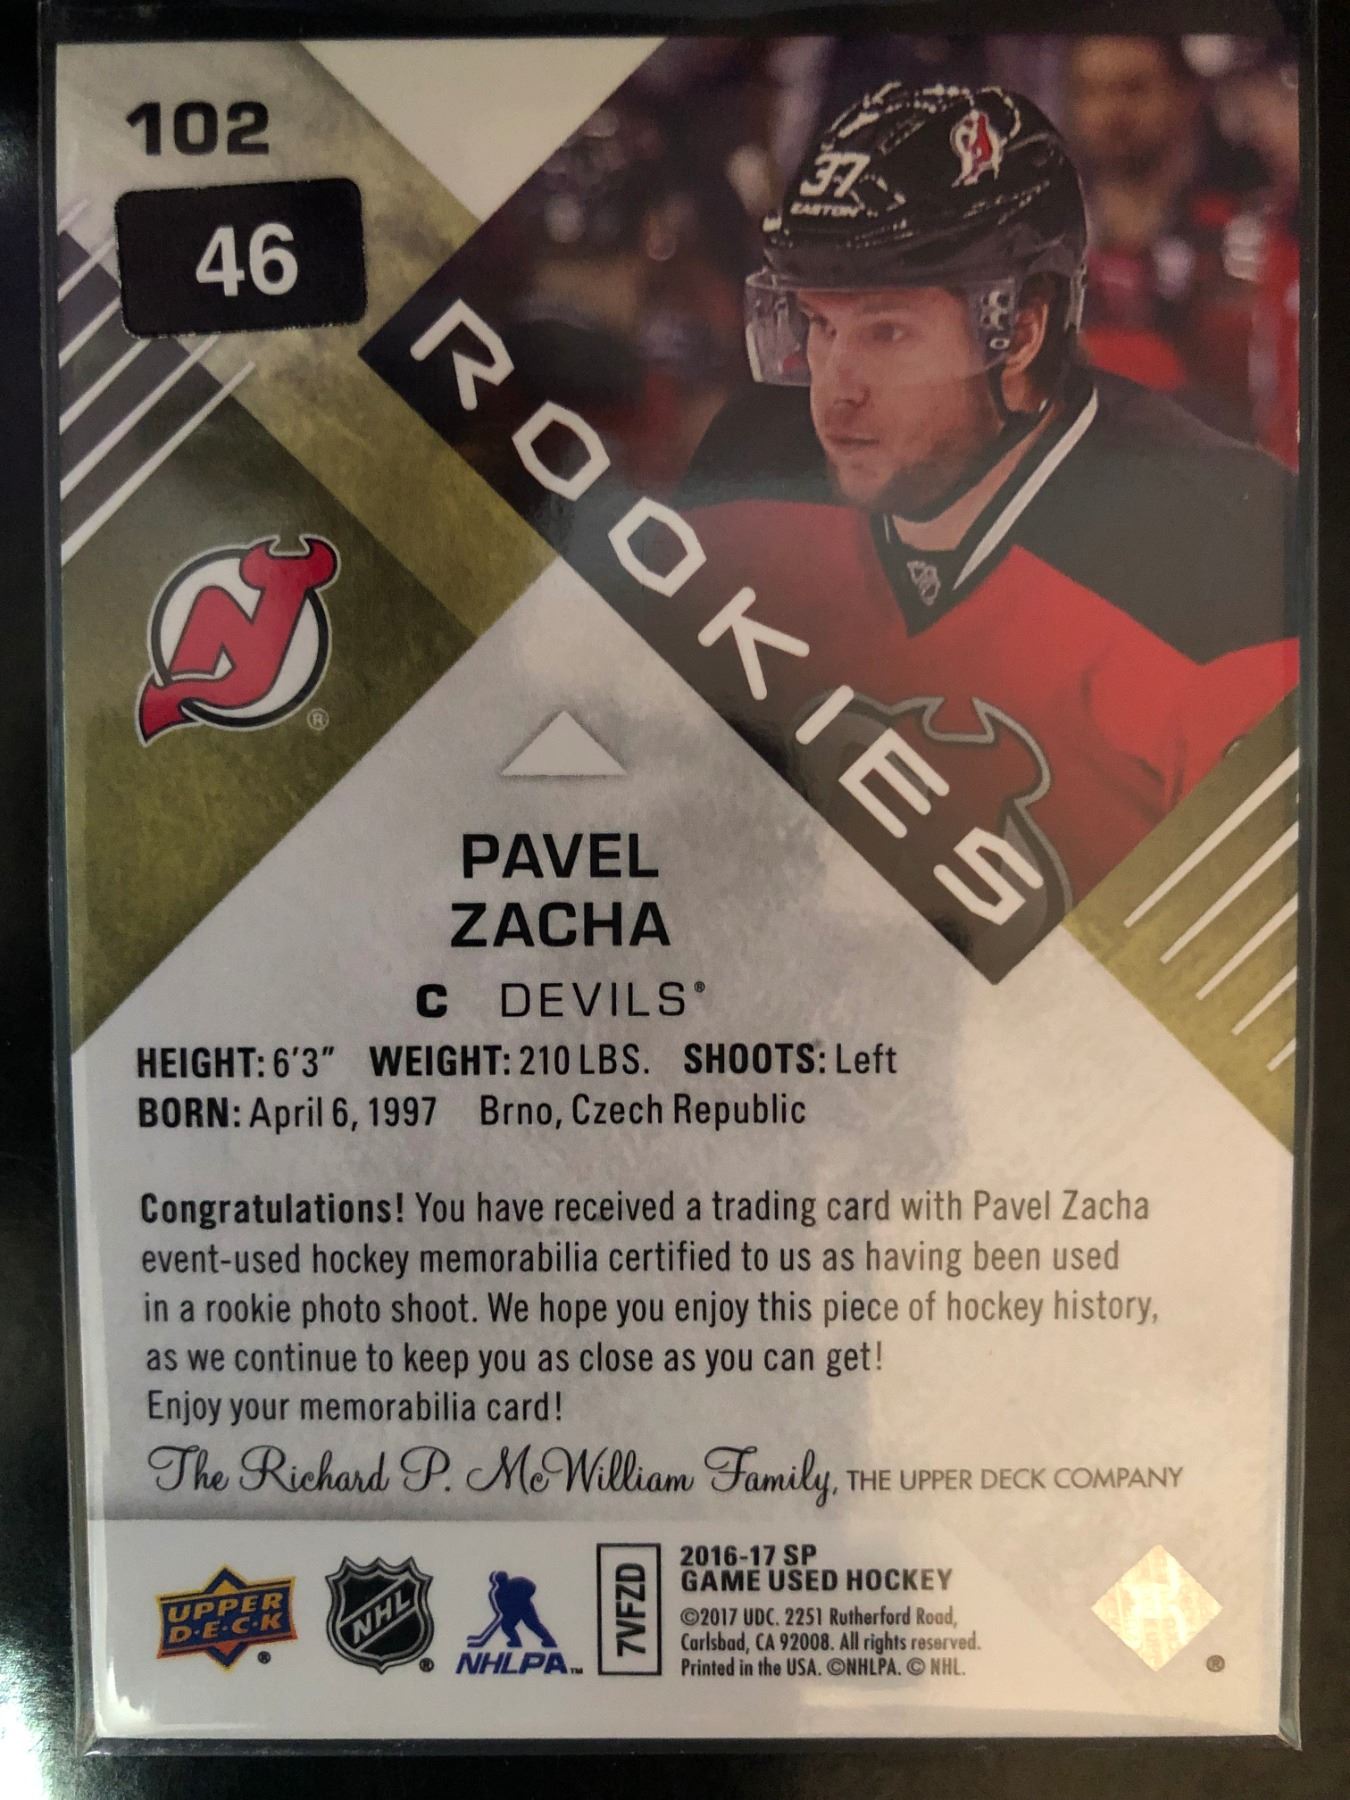 102
46
37
EASTON
ROOKIES
®
PAVEL
ZACHA
C DEVILS®
HEIGHT: 6'3" WEIGHT: 210 LBS. SHOOTS: Left
BORN: April 6, 1997 Brno, Czech Republic
Congratulations! You have received a trading card with Pavel Zacha
event-used hockey memorabilia certified to us as having been used
in a rookie photo shoot. We hope you enjoy this piece of hockey history,
as we continue to keep you as close as you can get!
Enjoy your memorabilia card!
The Richard P. McWilliam Family, THE UPPER DECK COMPANY
UPPER
D·E·C·K
®
NHL
®
NHLPA™
7VFZD
2016-17 SP
GAME USED HOCKEY
©2017 UDC. 2251 Rutherford Road,
Carlsbad, CA 92008. All rights reserved.
Printed in the USA. ©NHLPA. © NHL.
®